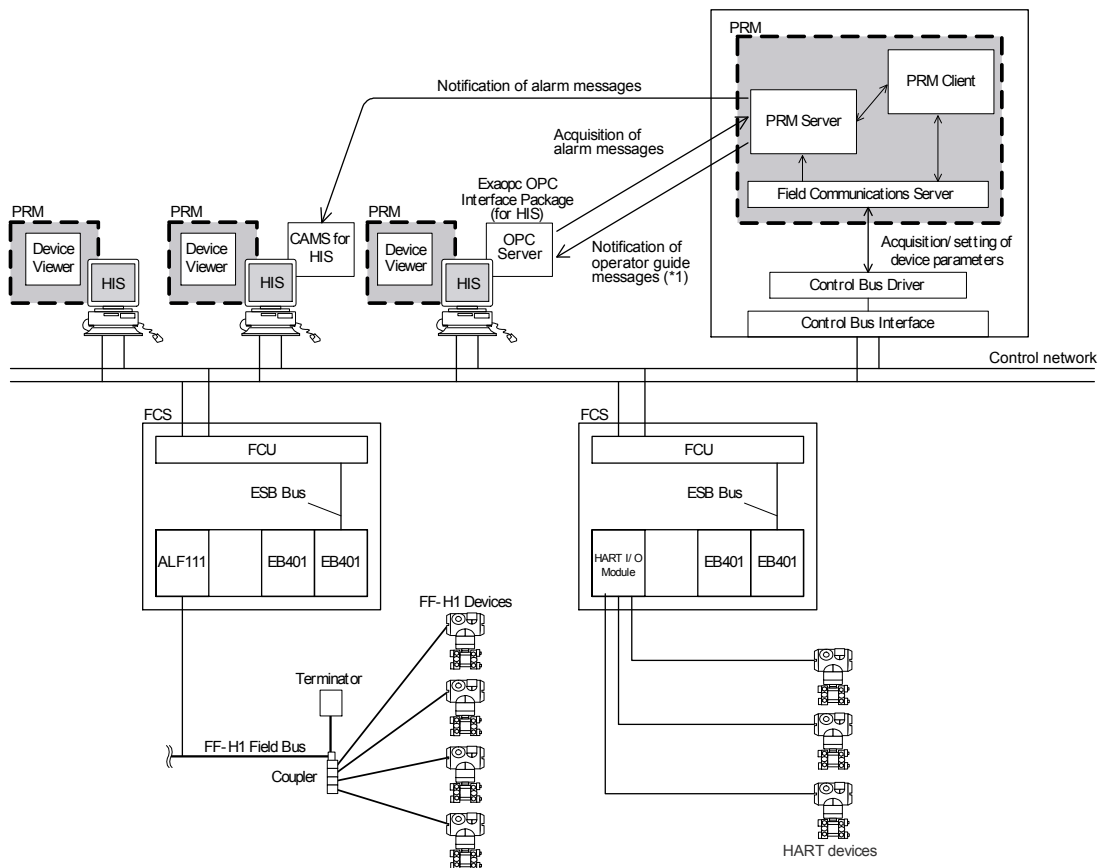 PRM
Notification of alarm messages
PRM Client
PRM Server
Acquisition of
alarm messages
Exaopc OPC
Interface Package
(for HIS)
Field Communications Server
PRM
PRM
PRM
Device
Viewer
HIS
Device
Viewer
HIS
CAMS for
HIS
Device
Viewer
HIS
OPC
Server
Notification of
operator guide
messages (*1)
Acquisition/ setting of
device parameters
Control Bus Driver
Control Bus Interface
Control network
FCS
FCU
ESB Bus
ALF111
EB401
EB401
FCS
FCU
ESB Bus
HART I/ O
Module
EB401
EB401
FF- H1 Devices
Terminator
FF- H1 Field Bus
Coupler
HART devices